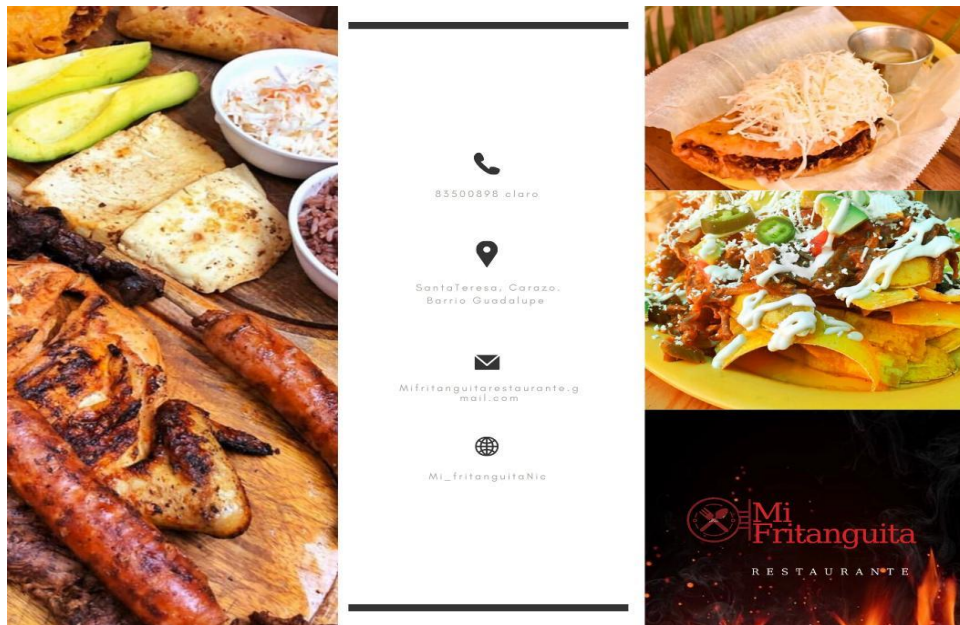 83500898 claro
SantaTeresa, Carazo.
Barrio Guadalupe
Mifritanguitarestaurante.g
mail.com
Mi_fritanguitaNic
Mi
Fritanguita
RESTAURANTE